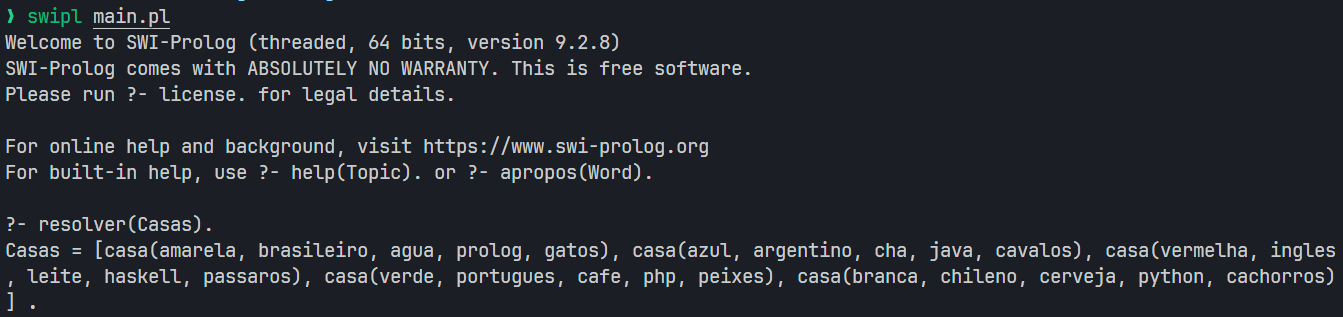 ❱ swipl main.pl
Welcome to SWI-Prolog (threaded, 64 bits, version 9.2.8)
SWI-Prolog comes with ABSOLUTELY NO WARRANTY. This is free software.
Please run ?- license. for legal details.
For online help and background, visit https://www.swi-prolog.org
For built-in help, use ?- help(Topic). or ?- apropos(Word).
?- resolver(Casas).
Casas = [casa(amarela, brasileiro, agua, prolog, gatos), casa(azul, argentino, cha, java, cavalos), casa(vermelha, ingles
, leite, haskell, passaros), casa(verde, portugues, cafe, php, peixes), casa(branca, chileno, cerveja, python, cachorros)
] .